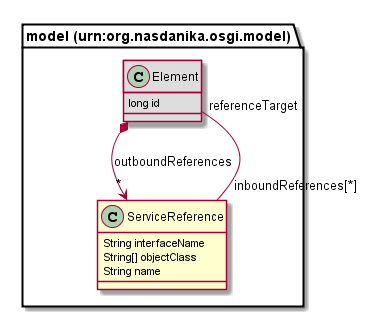 model (urn:org.nasdanika.osgi.model)
C Element
long id
referenceTarget
outboundReferences
*
inboundReferences[*]
C ServiceReference
String interfaceName
String[] objectClass
String name